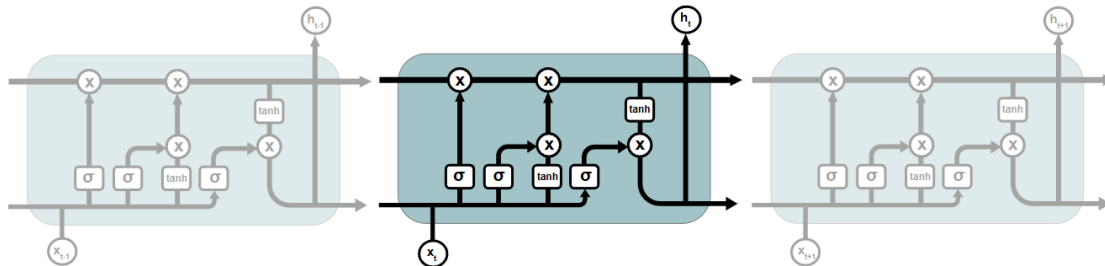 h_{t-1} h_t h_{t+1}
x x x x x x
tanh tanh tanh
x x x x x x
σ σ tanh σ σ σ tanh σ σ σ tanh σ
x_{t-1} x_t x_{t+1}